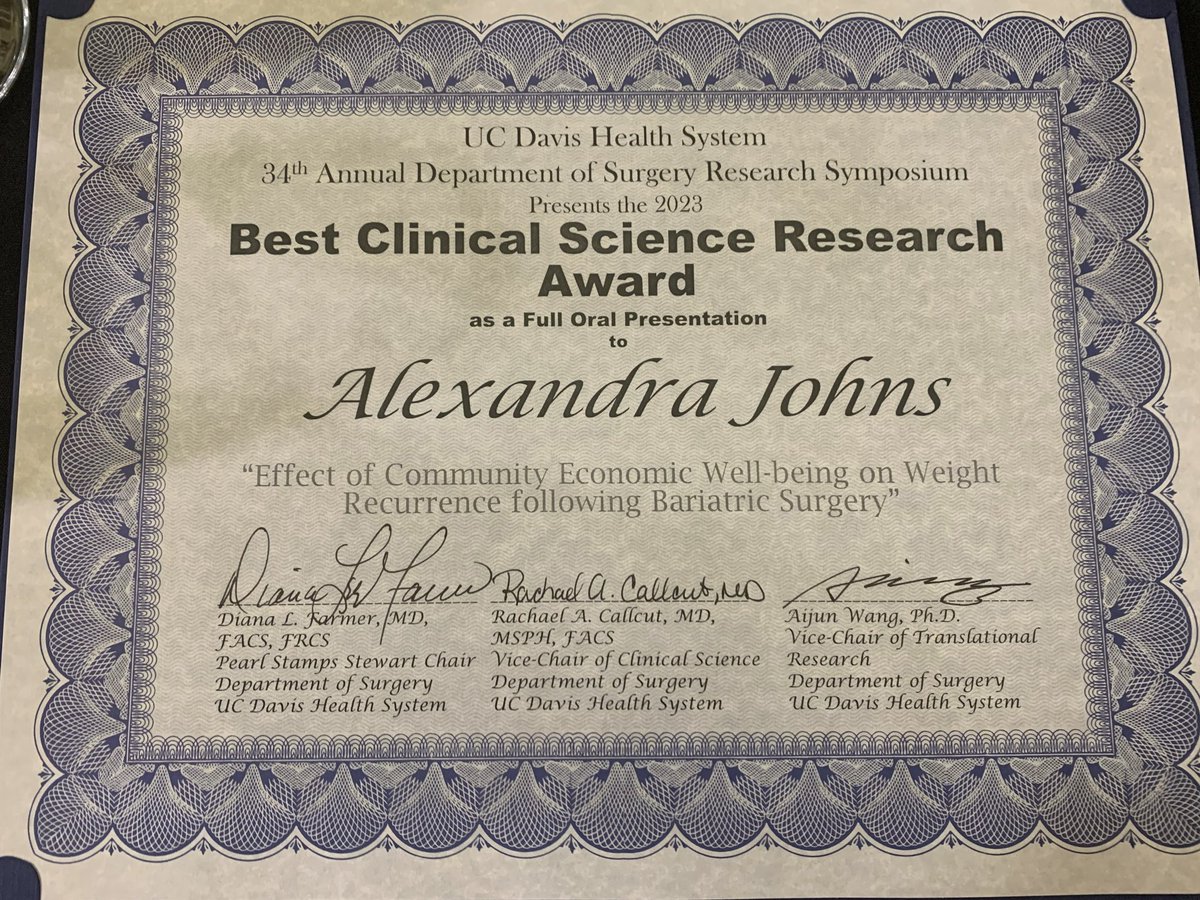 UC Davis Health System
34th Annual Department of Surgery Research Symposium
Presents the 2023
Best Clinical Science Research
Award
as a Full Oral Presentation
to
Alexandra Johns
“Effect of Community Economic Well-being on Weight
Recurrence following Bariatric Surgery”
Diana L. Farmer
Rachael A. Callcut, MD
Diana L. Farmer, MD,
FACS, FRCS
Pearl Stamps Stewart Chair
Department of Surgery
UC Davis Health System
Rachael A. Callcut, MD,
MSPH, FACS
Vice-Chair of Clinical Science
Department of Surgery
UC Davis Health System
Aijun Wang, Ph.D.
Vice-Chair of Translational
Research
Department of Surgery
UC Davis Health System